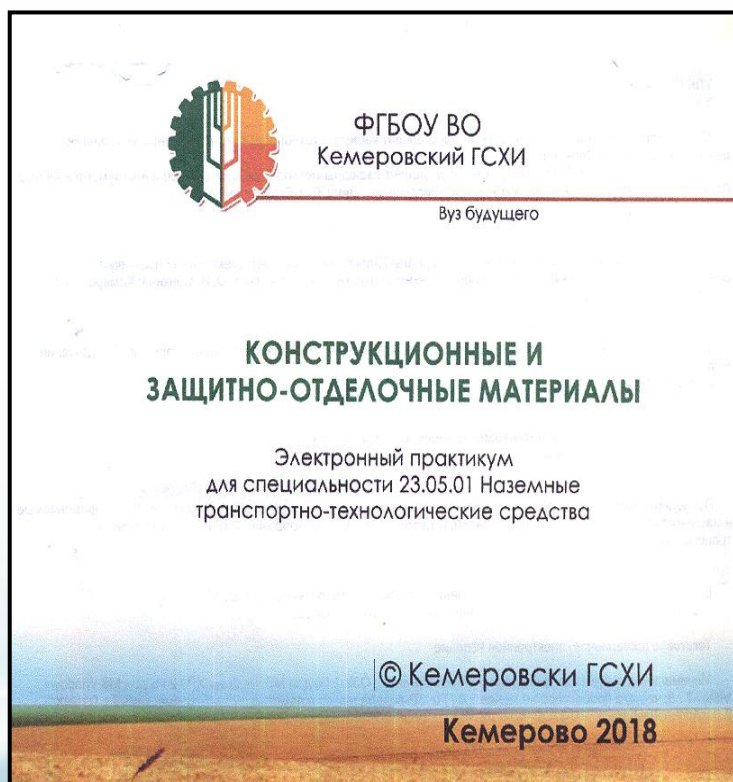 ФГБОУ ВО
Кемеровский ГСХИ
Вуз будущего
КОНСТРУКЦИОННЫЕ И
ЗАЩИТНО-ОТДЕЛОЧНЫЕ МАТЕРИАЛЫ
Электронный практикум
для специальности 23.05.01 Наземные
транспортно-технологические средства
© Кемеровски ГСХИ
Кемерово 2018